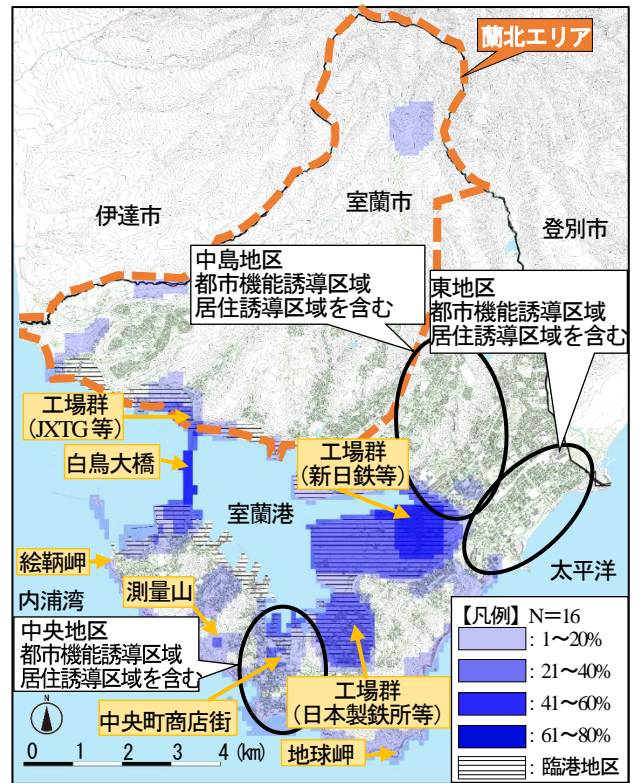 蘭北エリア
伊達市
室蘭市
登別市
中島地区
都市機能誘導区域
居住誘導区域を含む
東地区
都市機能誘導区域
居住誘導区域を含む
工場群
(JXTG等)
白鳥大橋
工場群
(新日鉄等)
室蘭港
絵鞆岬
太平洋
内浦湾
測量山
中央地区
都市機能誘導区域
居住誘導区域を含む
中央町商店街
工場群
(日本製鉄所等)
地球岬
N
0 1 2 3 4 (km)
【凡例】 N=16
: 1~20%
: 21~40%
: 41~60%
: 61~80%
: 臨港地区